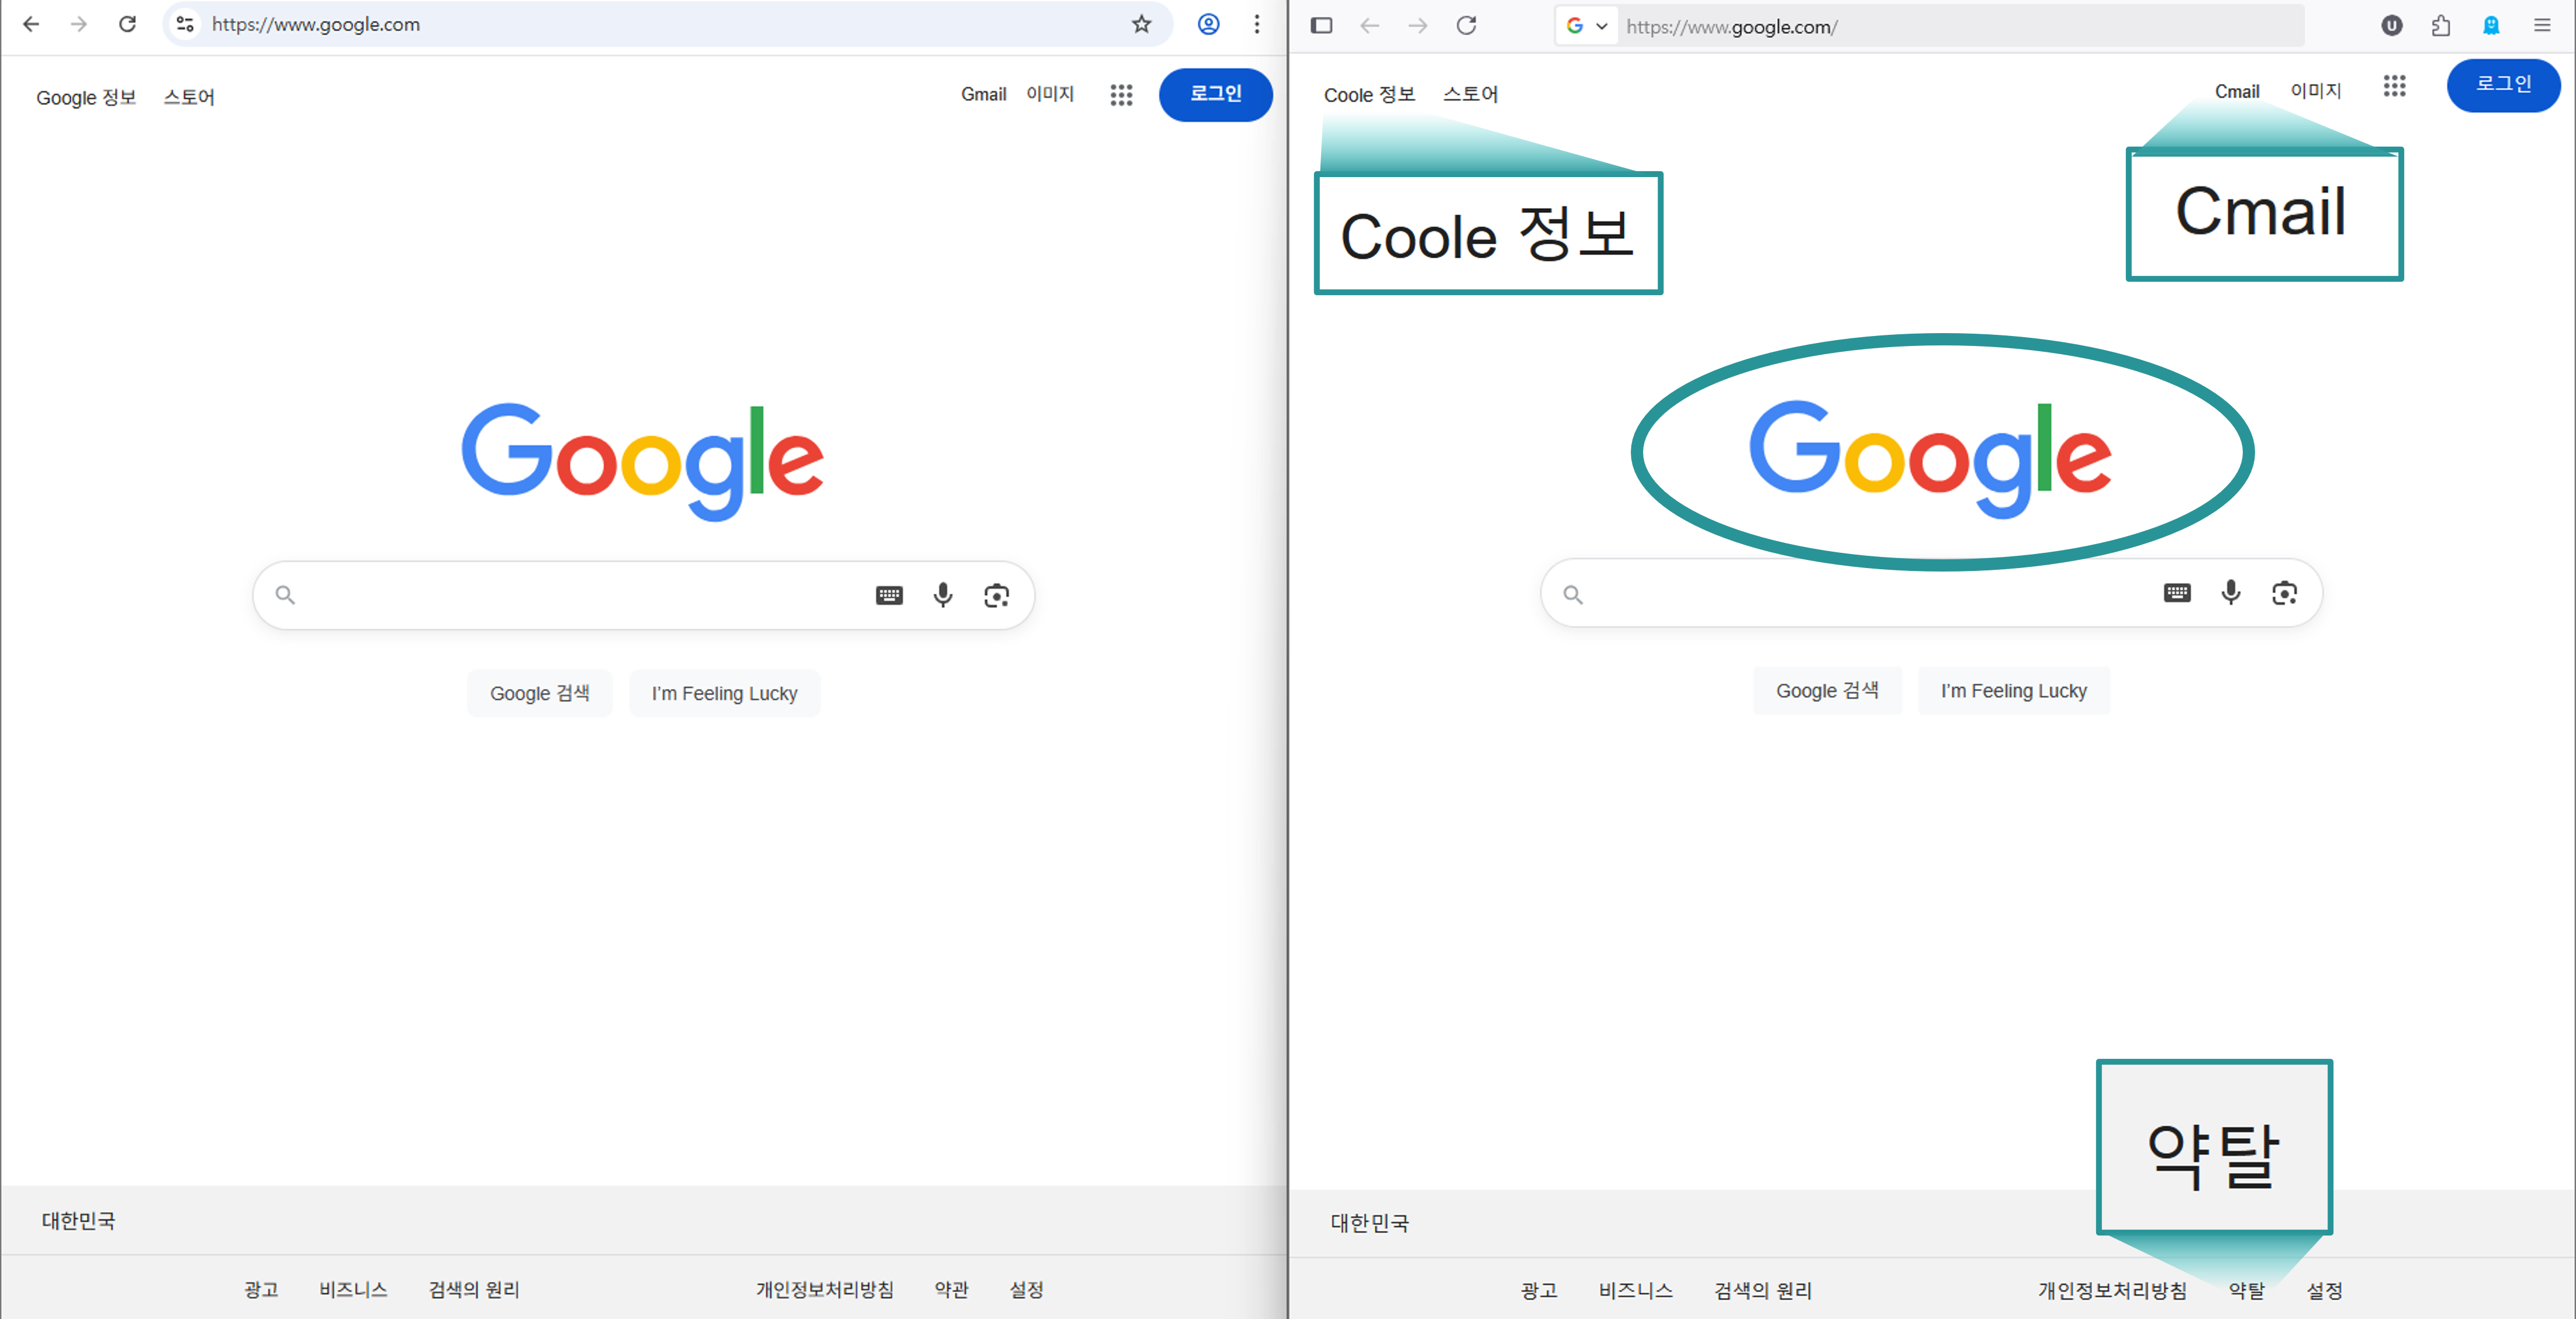 https://www.google.com
Google 정보 스토어
Gmail 이미지 로그인
Google
Google 검색 I'm Feeling Lucky
대한민국
광고 비즈니스 검색의 원리 개인정보처리방침 약관 설정
https://www.google.com/
U
Coole 정보 스토어
Cmail 이미지 로그인
Coole 정보
Cmail
Google
Google 검색 I'm Feeling Lucky
약탈
대한민국
광고 비즈니스 검색의 원리 개인정보처리방침 약탈 설정